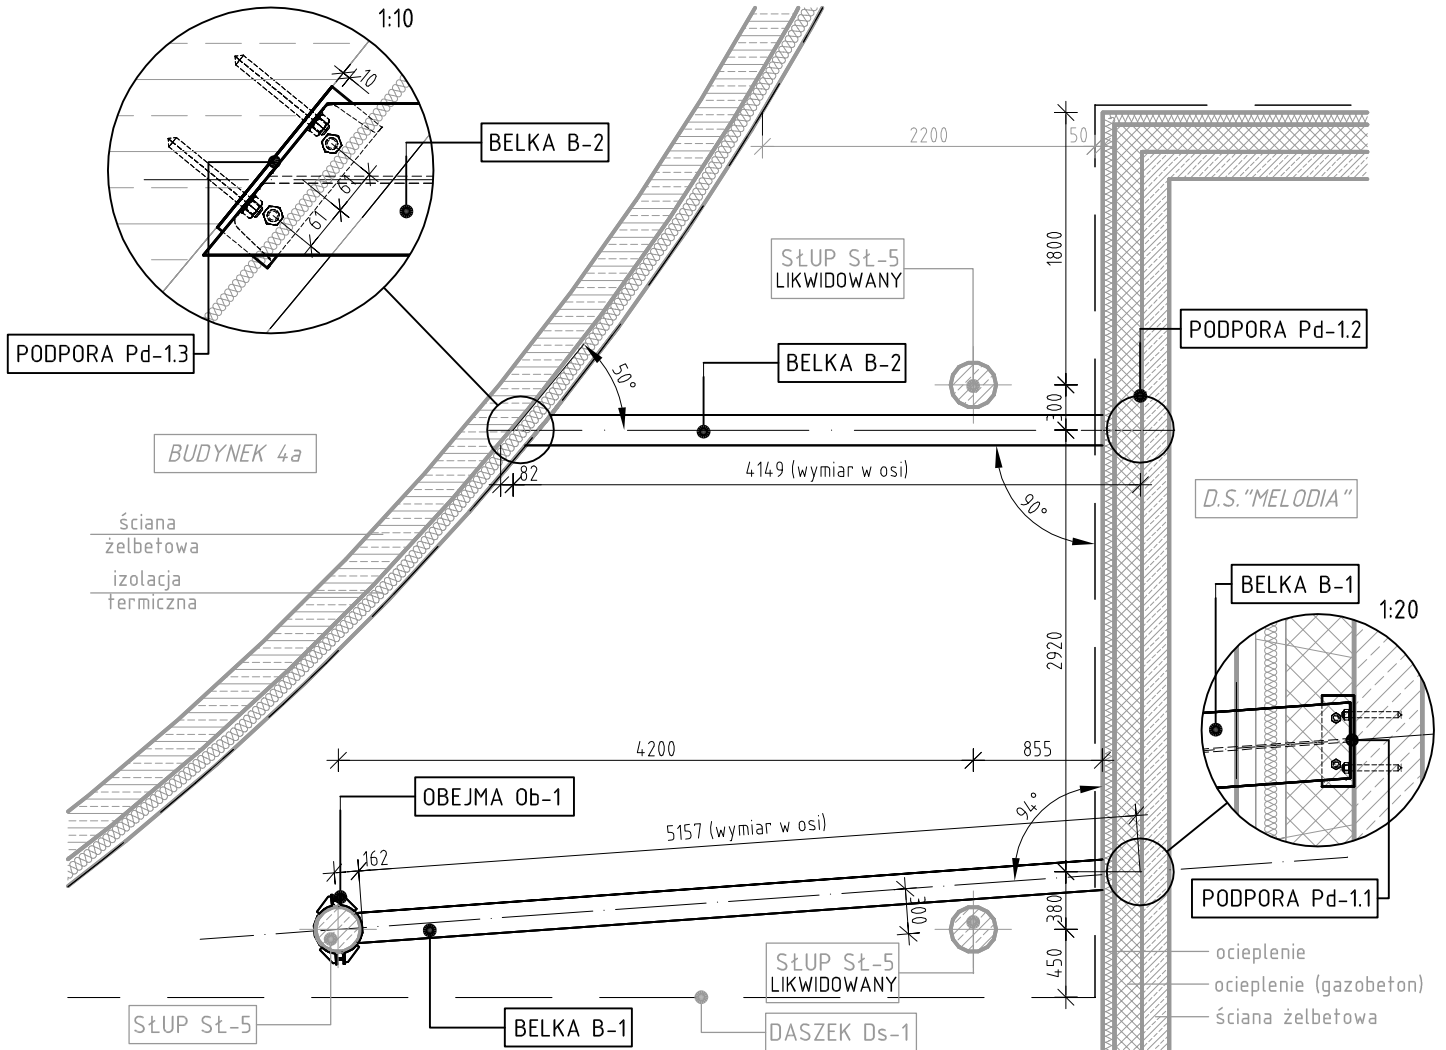 1:10
10
BELKA B-2
61
61
PODPORA Pd-1.3
2200
50
1800
SŁUP SŁ-5
LIKWIDOWANY
PODPORA Pd-1.2
BELKA B-2
50°
300
BUDYNEK 4a
82
4149 (wymiar w osi)
90°
D.S."MELODIA"
ściana
żelbetowa
izolacja
termiczna
BELKA B-1
1:20
2920
4200
855
OBEJMA Ob-1
94°
5157 (wymiar w osi)
162
300
380
PODPORA Pd-1.1
450
SŁUP SŁ-5
LIKWIDOWANY
ocieplenie
ocieplenie (gazobeton)
ściana żelbetowa
SŁUP SŁ-5
BELKA B-1
DASZEK Ds-1